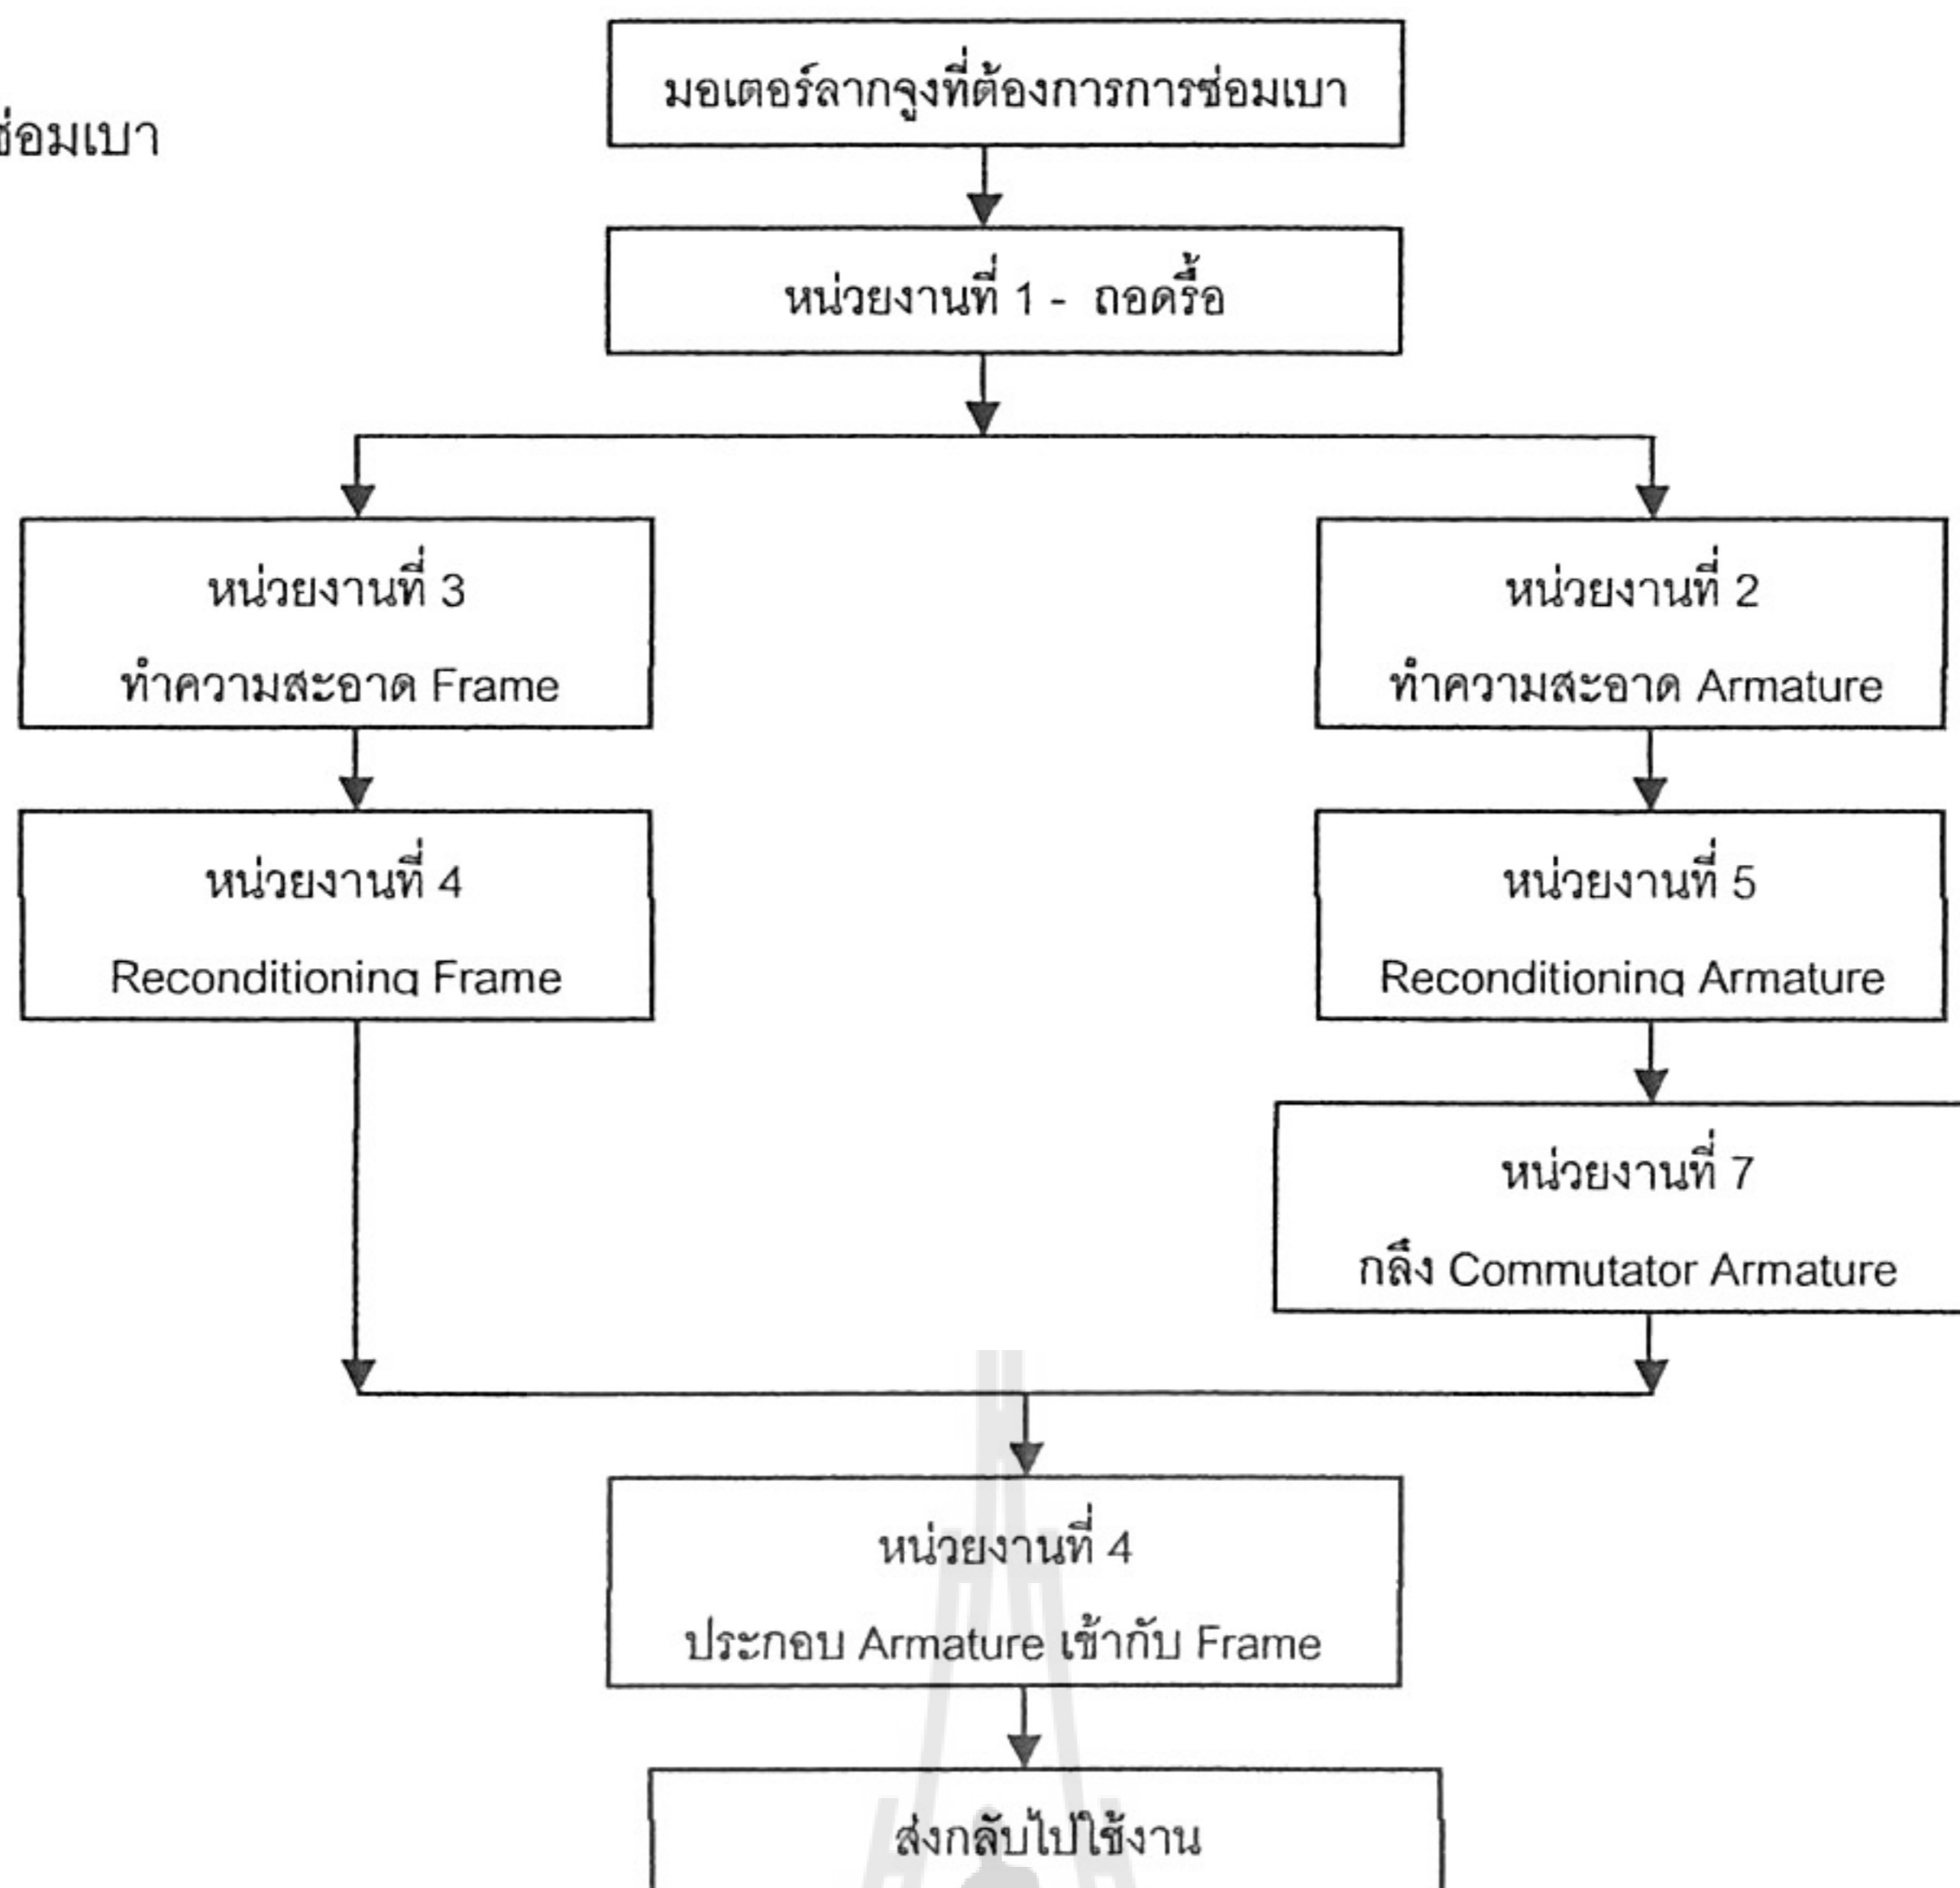 มอเตอร์ลากจูงที่ต้องการการซ่อมเบา
ซ่อมเบา
หน่วยงานที่ 1 - ถอดรื้อ
หน่วยงานที่ 3
ทำความสะอาด Frame
หน่วยงานที่ 2
ทำความสะอาด Armature
หน่วยงานที่ 4
Reconditioning Frame
หน่วยงานที่ 5
Reconditioning Armature
หน่วยงานที่ 7
กลึง Commutator Armature
หน่วยงานที่ 4
ประกอบ Armature เข้ากับ Frame
ส่งกลับไปใช้งาน